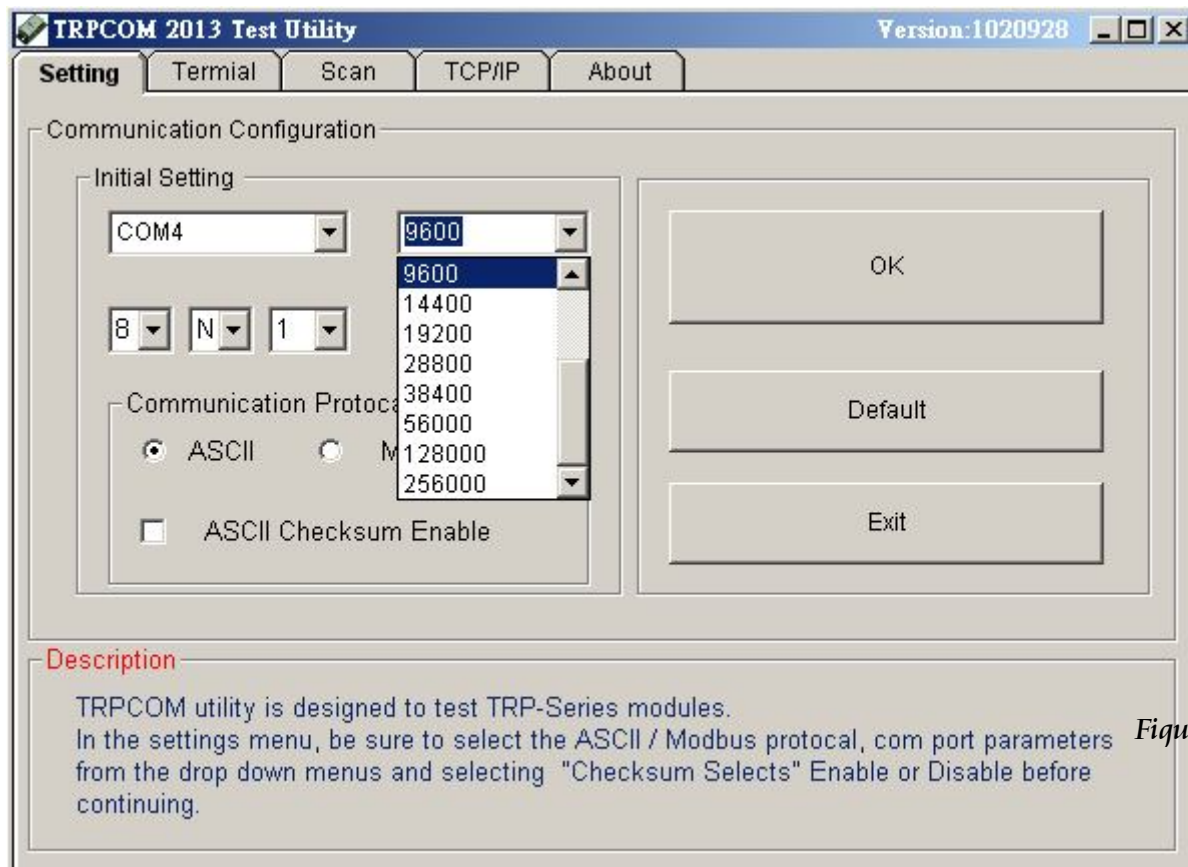 TRPCOM 2013 Test Utility Version:1020928
Setting Termial Scan TCP/IP About
Communication Configuration
Initial Setting
COM4 9600
8 N 1
9600
14400
19200
28800
38400
56000
128000
256000
Communication Protoca
ASCII M
ASCII Checksum Enable
OK
Default
Exit
Description
TRPCOM utility is designed to test TRP-Series modules.
In the settings menu, be sure to select the ASCII / Modbus protocal, com port parameters
from the drop down menus and selecting "Checksum Selects" Enable or Disable before
continuing.
Figu